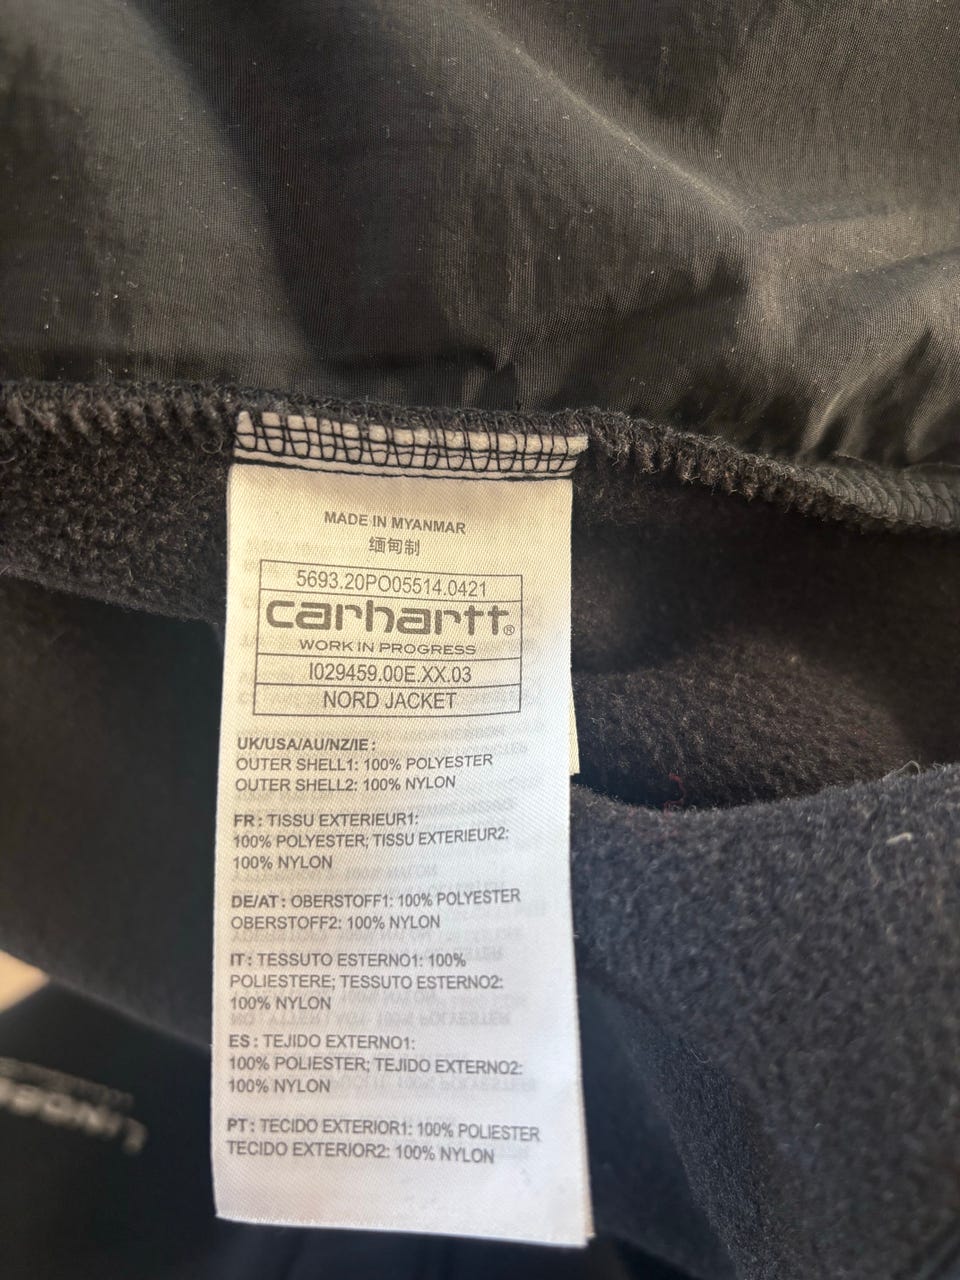 MADE IN MYANMAR
缅甸制
5693.20PO05514.0421
carhartt®
WORK IN PROGRESS
I029459.00E.XX.03
NORD JACKET
UK/USA/AU/NZ/IE:
OUTER SHELL1: 100% POLYESTER
OUTER SHELL2: 100% NYLON
FR: TISSU EXTERIEUR1:
100% POLYESTER; TISSU EXTERIEUR2:
100% NYLON
DE/AT: OBERSTOFF1: 100% POLYESTER
OBERSTOFF2: 100% NYLON
IT: TESSUTO ESTERNO1: 100%
POLIESTERE; TESSUTO ESTERNO2:
100% NYLON
ES: TEJIDO EXTERNO1:
100% POLIESTER; TEJIDO EXTERNO2:
100% NYLON
PT: TECIDO EXTERIOR1: 100% POLIESTER
TECIDO EXTERIOR2: 100% NYLON